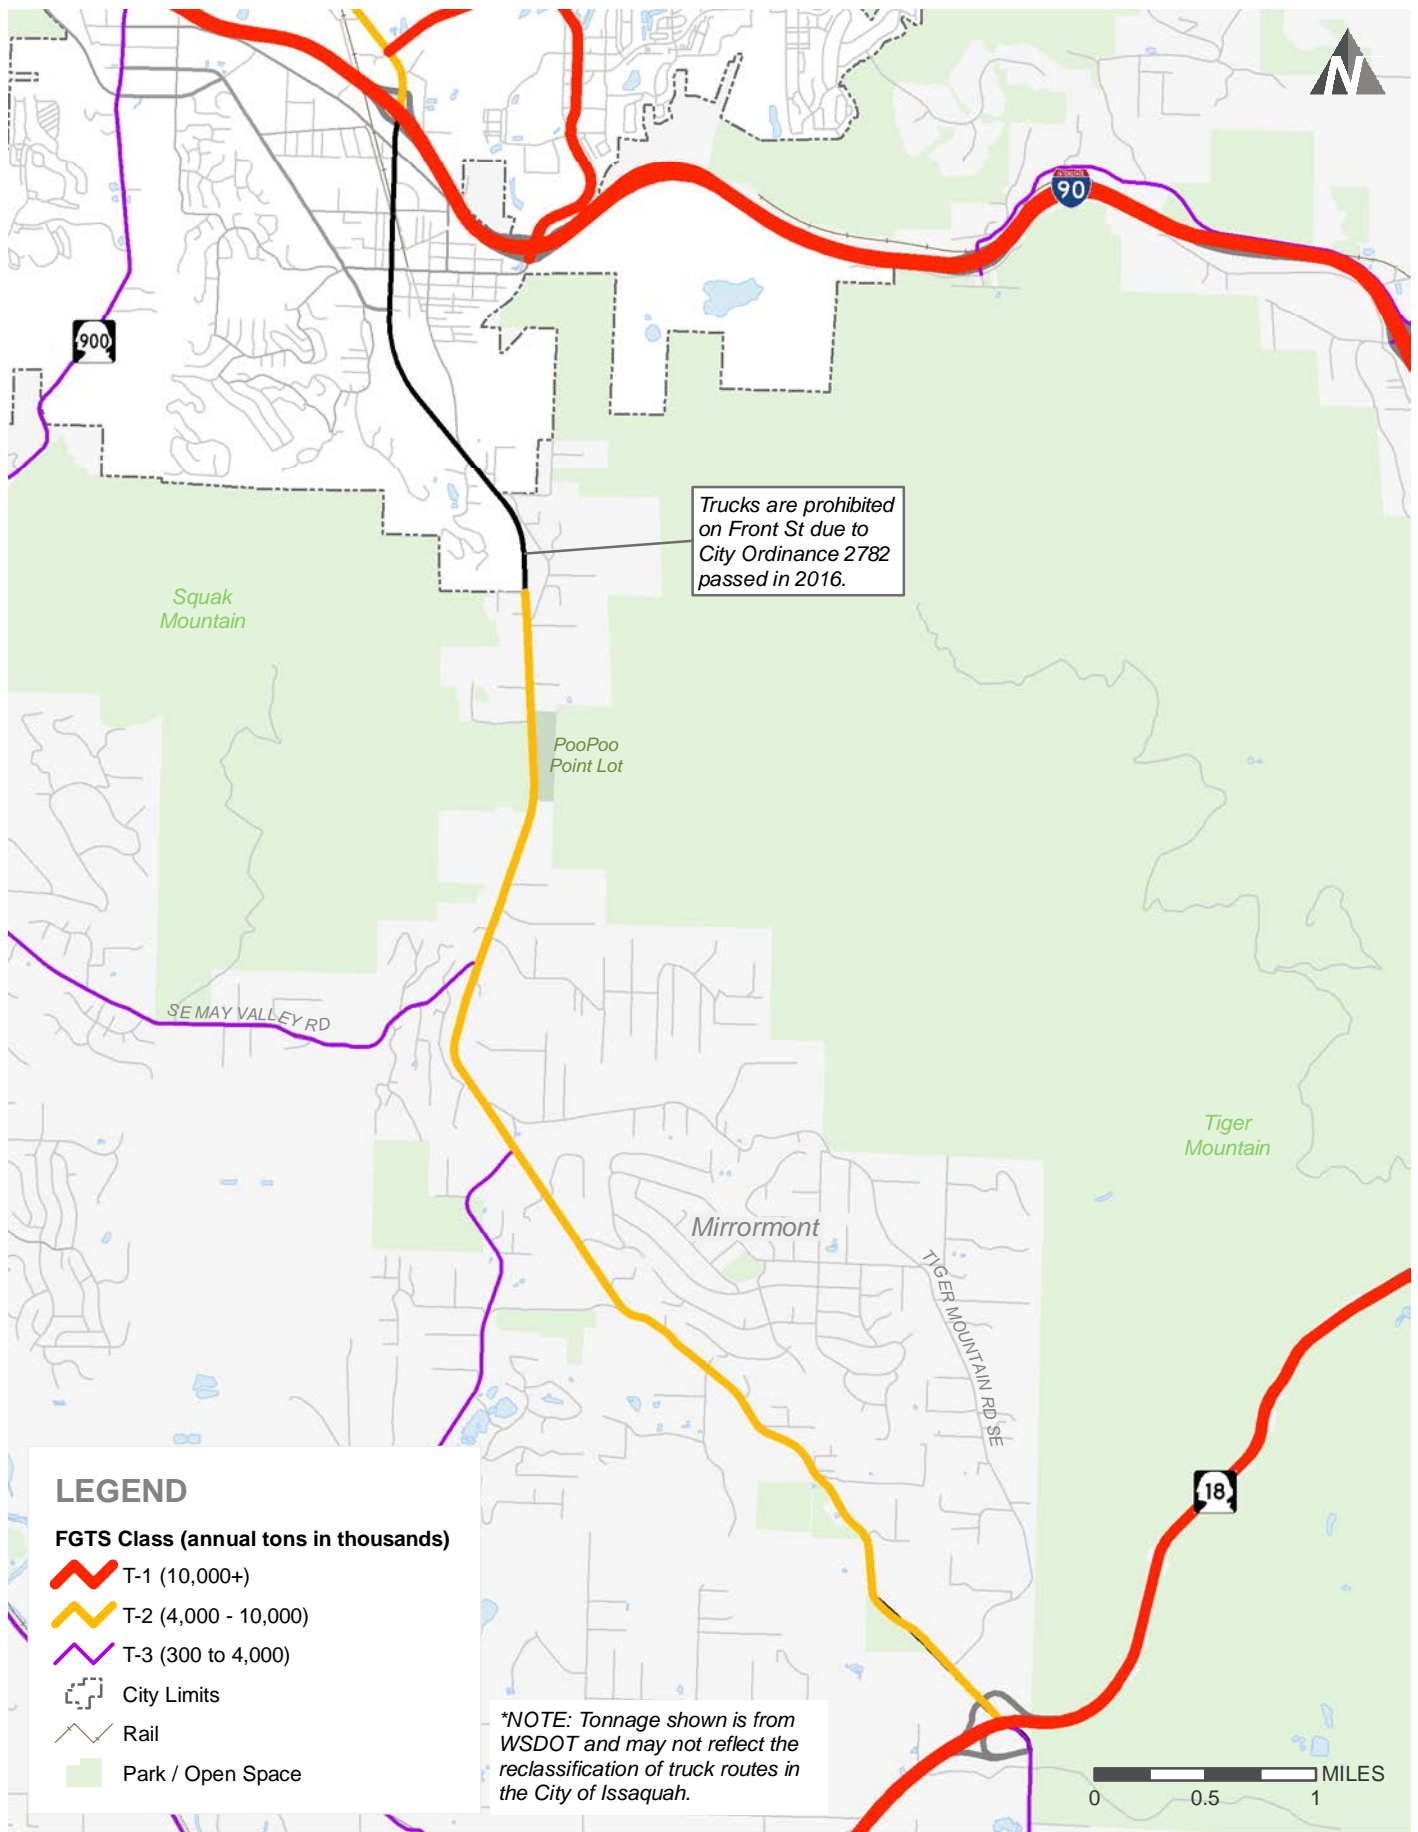 N
INTERSTATE
90
900
Trucks are prohibited
on Front St due to
City Ordinance 2782
passed in 2016.
Squak
Mountain
PooPoo
Point Lot
SE MAY VALLEY RD
Tiger
Mountain
Mirrormont
TIGER MOUNTAIN RD SE
18
LEGEND
FGTS Class (annual tons in thousands)
T-1 (10,000+)
T-2 (4,000 - 10,000)
T-3 (300 to 4,000)
City Limits
Rail
Park / Open Space
*NOTE: Tonnage shown is from
WSDOT and may not reflect the
reclassification of truck routes in
the City of Issaquah.
MILES
0 0.5 1